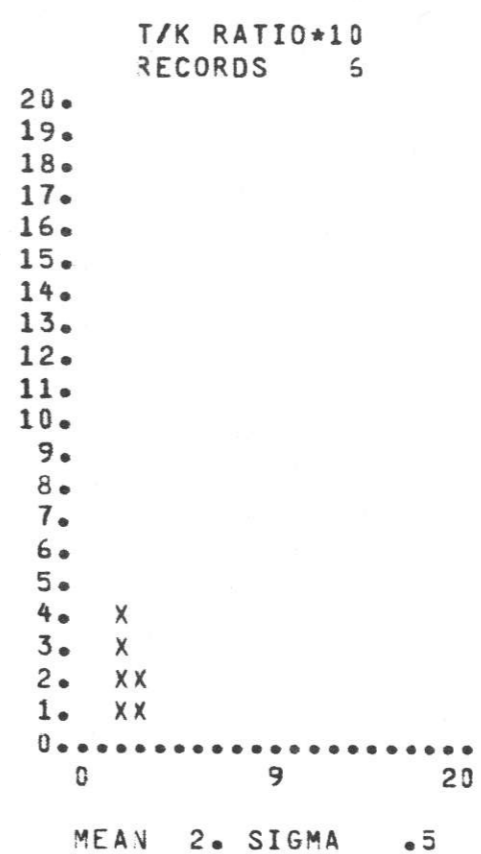 T/K RATIO*10
RECORDS 6
20.
19.
18.
17.
16.
15.
14.
13.
12.
11.
10.
9.
8.
7.
6.
5.
4. X
3. X
2. XX
1. XX
0......................
0 9 20
MEAN 2. SIGMA .5